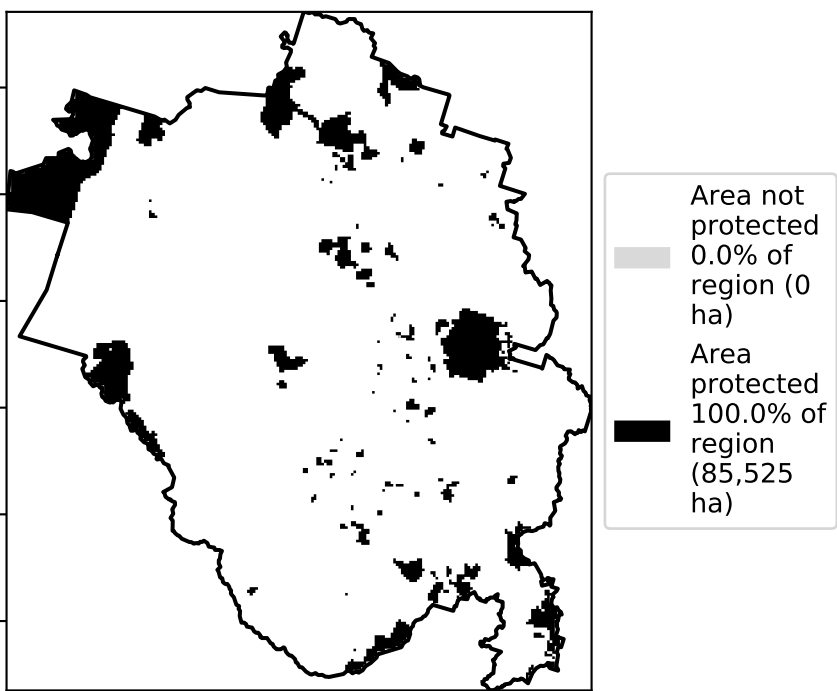 Area not
protected
0.0% of
region (0
ha)
Area
protected
100.0% of
region
(85,525
ha)